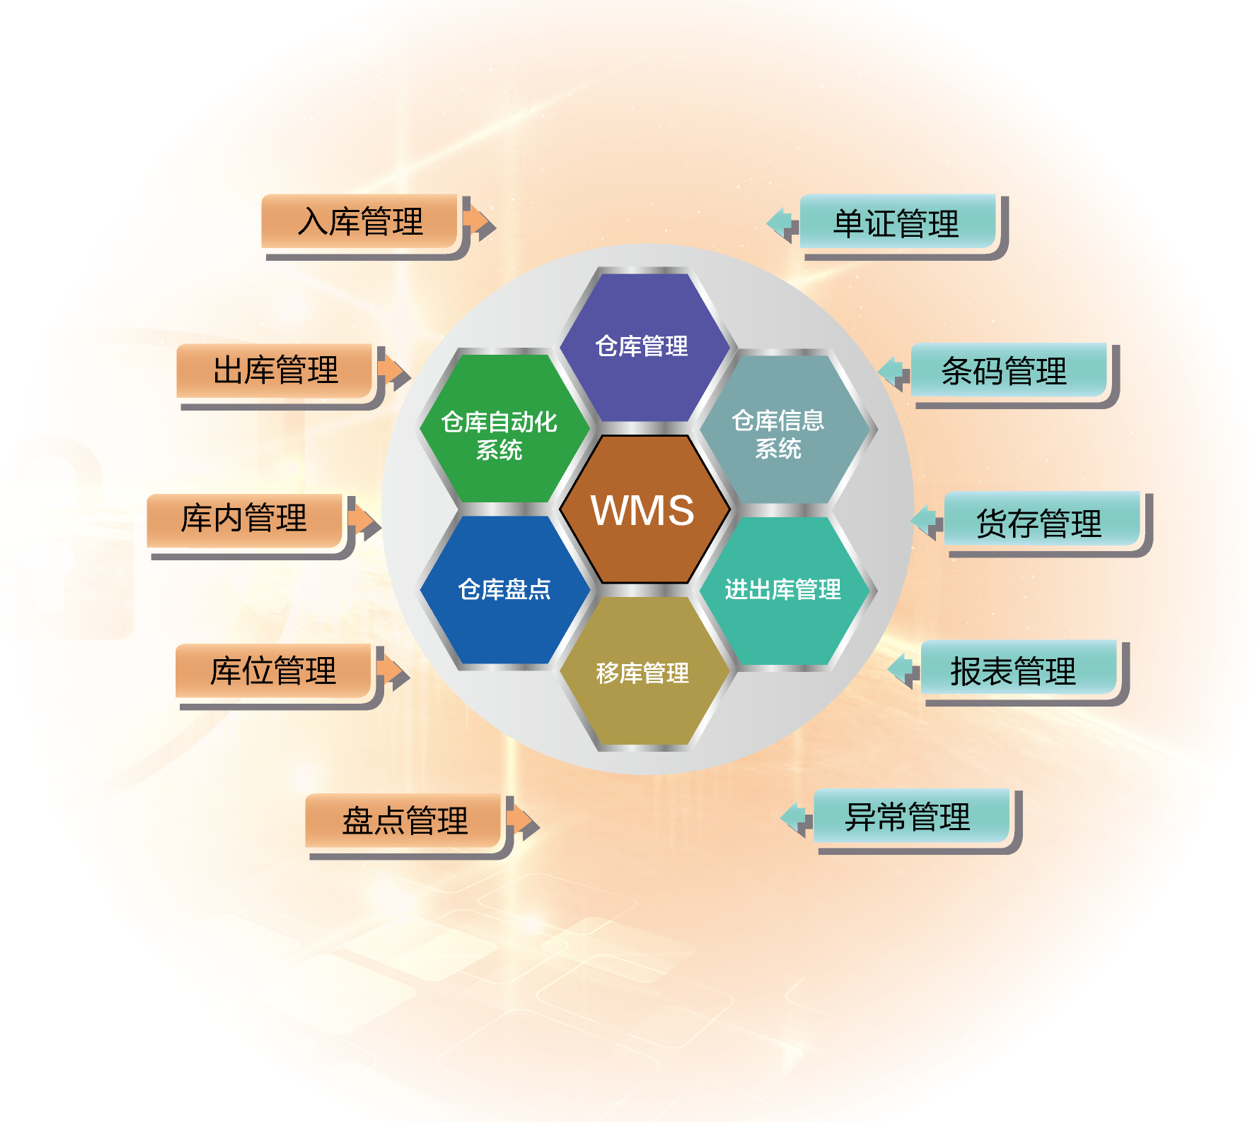 入库管理
单证管理
仓库管理
出库管理
条码管理
仓库自动化
系统
仓库信息
系统
库内管理
WMS
货存管理
仓库盘点
进出库管理
库位管理
移库管理
报表管理
盘点管理
异常管理